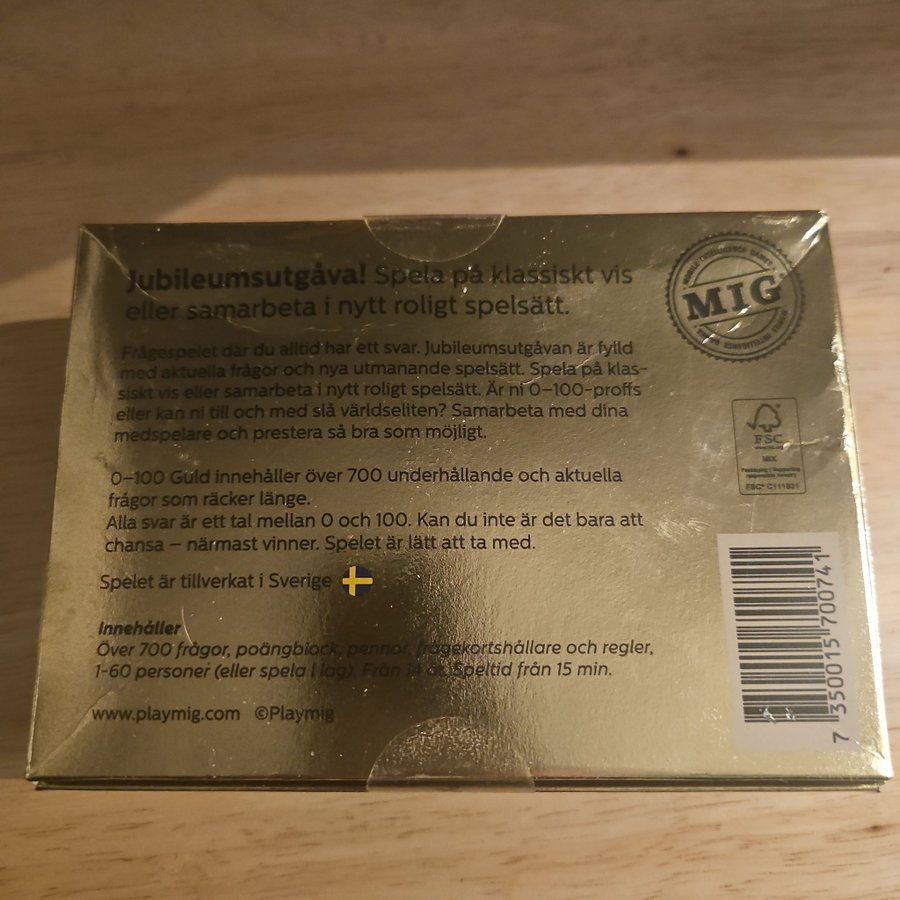 Jubileumsutgåva! Spela på klassiskt vis
eller samarbeta i nytt roligt spelsätt.
Frågespelet där du alltid har ett svar. Jubileumsutgåvan är fylld
med aktuella frågor och nya utmanande spelsätt. Spela på klas-
siskt vis eller samarbeta i nytt roligt spelsätt. Är ni 0–100-proffs
eller kan ni till och med slå världseliten? Samarbeta med dina
medspelare och prestera så bra som möjligt.
0–100 Guld innehåller över 700 underhållande och aktuella
frågor som räcker länge.
Alla svar är ett tal mellan 0 och 100. Kan du inte är det bara att
chansa – närmast vinner. Spelet är lätt att ta med.
Spelet är tillverkat i Sverige
Innehåller
Över 700 frågor, poängblock, pennor, frågekortshållare och regler,
1-60 personer (eller spela i lag). Från 14 år. Speltid från 15 min.
www.playmig.com ©Playmig
MIG
FSC
MIX
Packaging | Supporting
responsible forestry
FSC® C111831
7 350015 700741